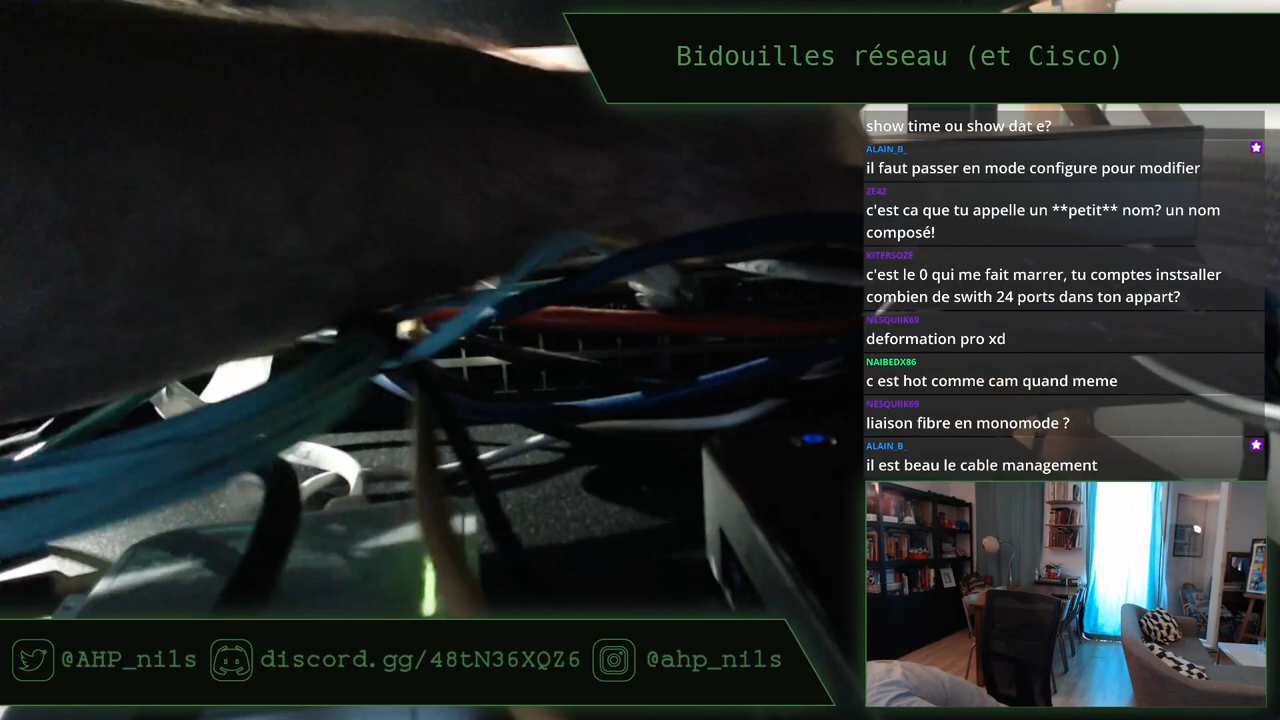 Bidouilles réseau (et Cisco)
show time ou show dat e?
ALAIN_B_
il faut passer en mode configure pour modifier
ZE42
c'est ca que tu appelle un **petit** nom? un nom
composé!
KITERSOZE
c'est le 0 qui me fait marrer, tu comptes instsaller
combien de swith 24 ports dans ton appart?
NESQUIIK69
deformation pro xd
NAIBEDX86
c est hot comme cam quand meme
NESQUIIK69
liaison fibre en monomode ?
ALAIN_B_
il est beau le cable management
@AHP_nils discord.gg/48tN36XQZ6 @ahp_nils